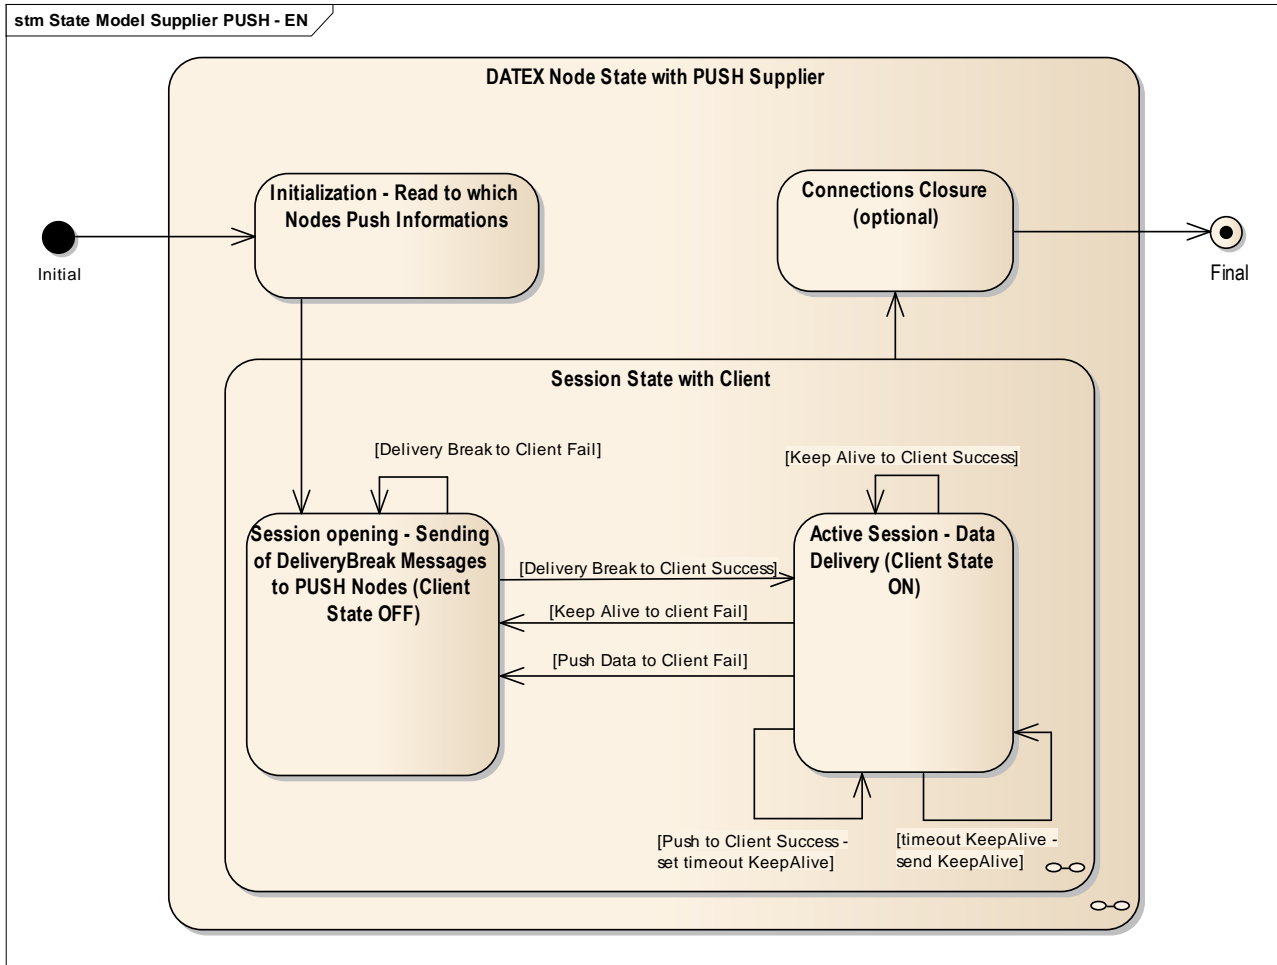 stm State Model Supplier PUSH - EN
DATEX Node State with PUSH Supplier
Initialization - Read to which
Nodes Push Informations
Connections Closure
(optional)
Initial
Final
Session State with Client
[Delivery Break to Client Fail]
[Keep Alive to Client Success]
Session opening - Sending
of DeliveryBreak Messages
to PUSH Nodes (Client
State OFF)
Active Session - Data
Delivery (Client State
ON)
[Delivery Break to Client Success]
[Keep Alive to client Fail]
[Push Data to Client Fail]
[Push to Client Success -
set timeout KeepAlive]
[timeout KeepAlive -
send KeepAlive]